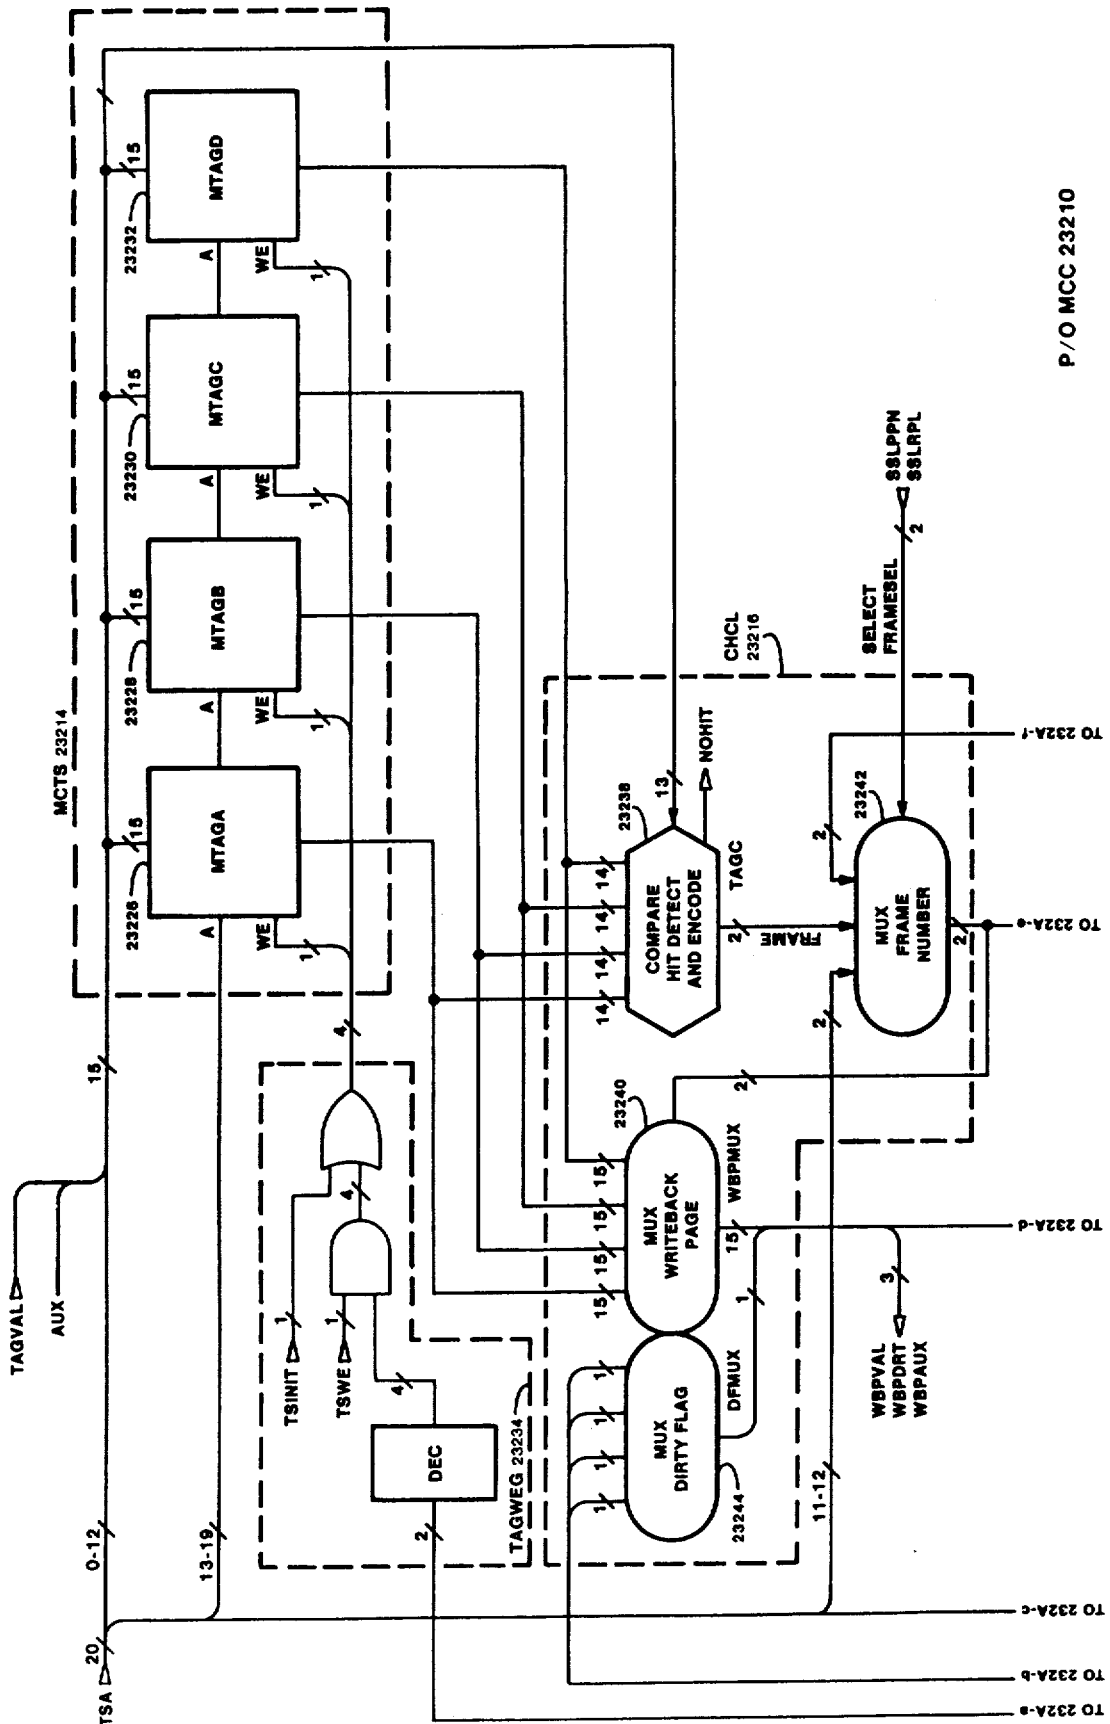 MCTS 23214
MTAGA
MTAGB
MTAGC
MTAGD
23226
23228
23230
23232
A
A
A
A
WE
WE
WE
WE
15
15
15
15
1
1
1
1
15
4
TAGVAL
AUX
TSA
20
0-12
13-19
TSINIT
1
TSWE
1
4
4
DEC
2
TAGWEG 23234
CHCL
23216
COMPARE
HIT DETECT
AND ENCODE
23238
14
14
14
14
13
NOHIT
TAGC
2
FRAME
MUX
WRITEBACK
PAGE
23240
15
15
15
15
WBPMUX
15
2
MUX
DIRTY FLAG
23244
1
1
1
1
DFMUX
1
3
WBPVAL
WBPDRT
WBPAUX
MUX
FRAME
NUMBER
23242
2
2
2
11-12
SELECT
FRAMESEL
2
SSLPPN
SSLRPL
TO 232A-a
TO 232A-b
TO 232A-c
TO 232A-d
TO 232A-e
TO 232A-f
P/O MCC 23210